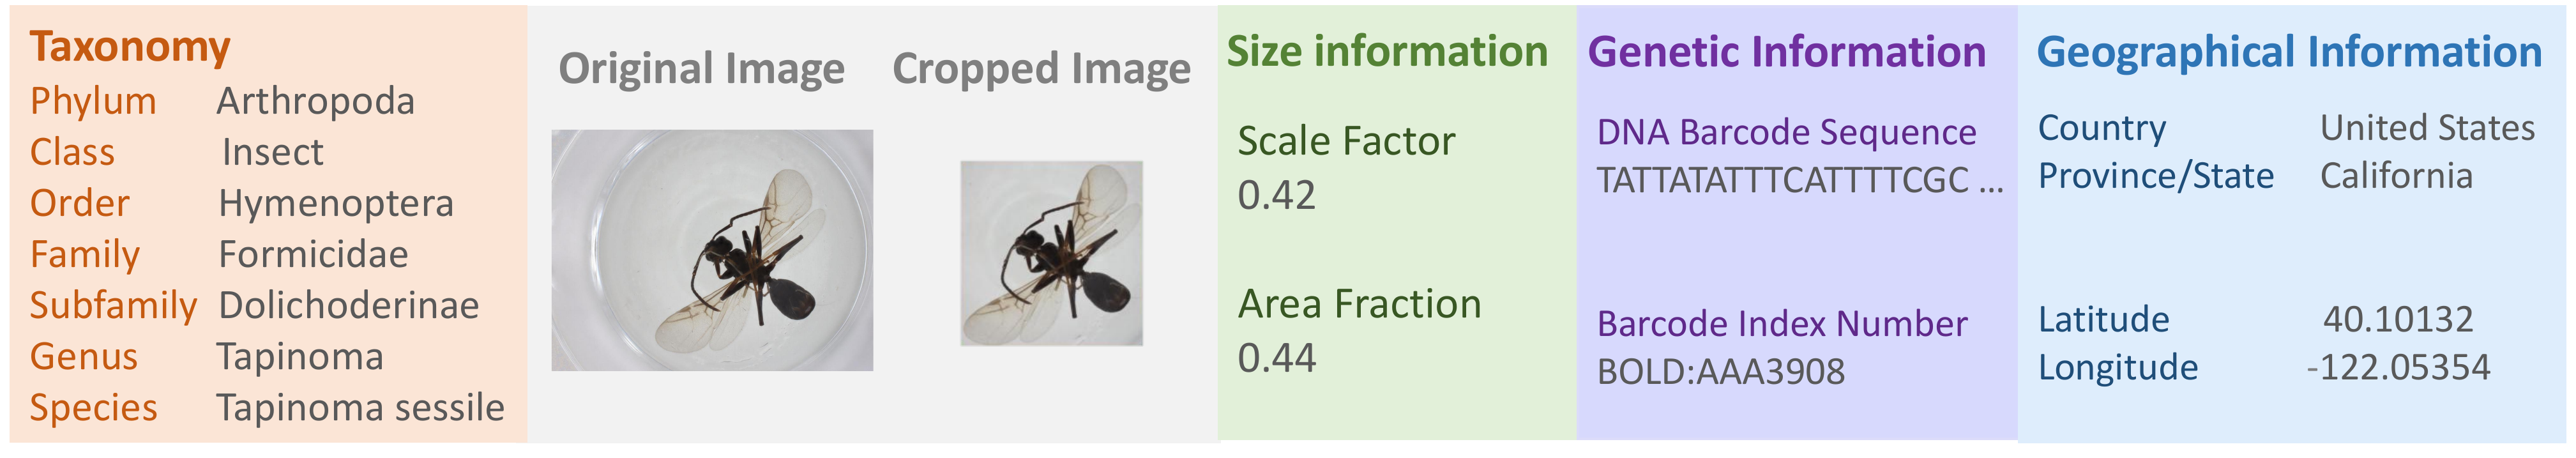 Taxonomy
Phylum Arthropoda
Class Insect
Order Hymenoptera
Family Formicidae
Subfamily Dolichoderinae
Genus Tapinoma
Species Tapinoma sessile
Original Image Cropped Image
Size information
Scale Factor
0.42
Area Fraction
0.44
Genetic Information
DNA Barcode Sequence
TATTATATTTCATTTTCGC ...
Barcode Index Number
BOLD:AAA3908
Geographical Information
Country United States
Province/State California
Latitude 40.10132
Longitude -122.05354